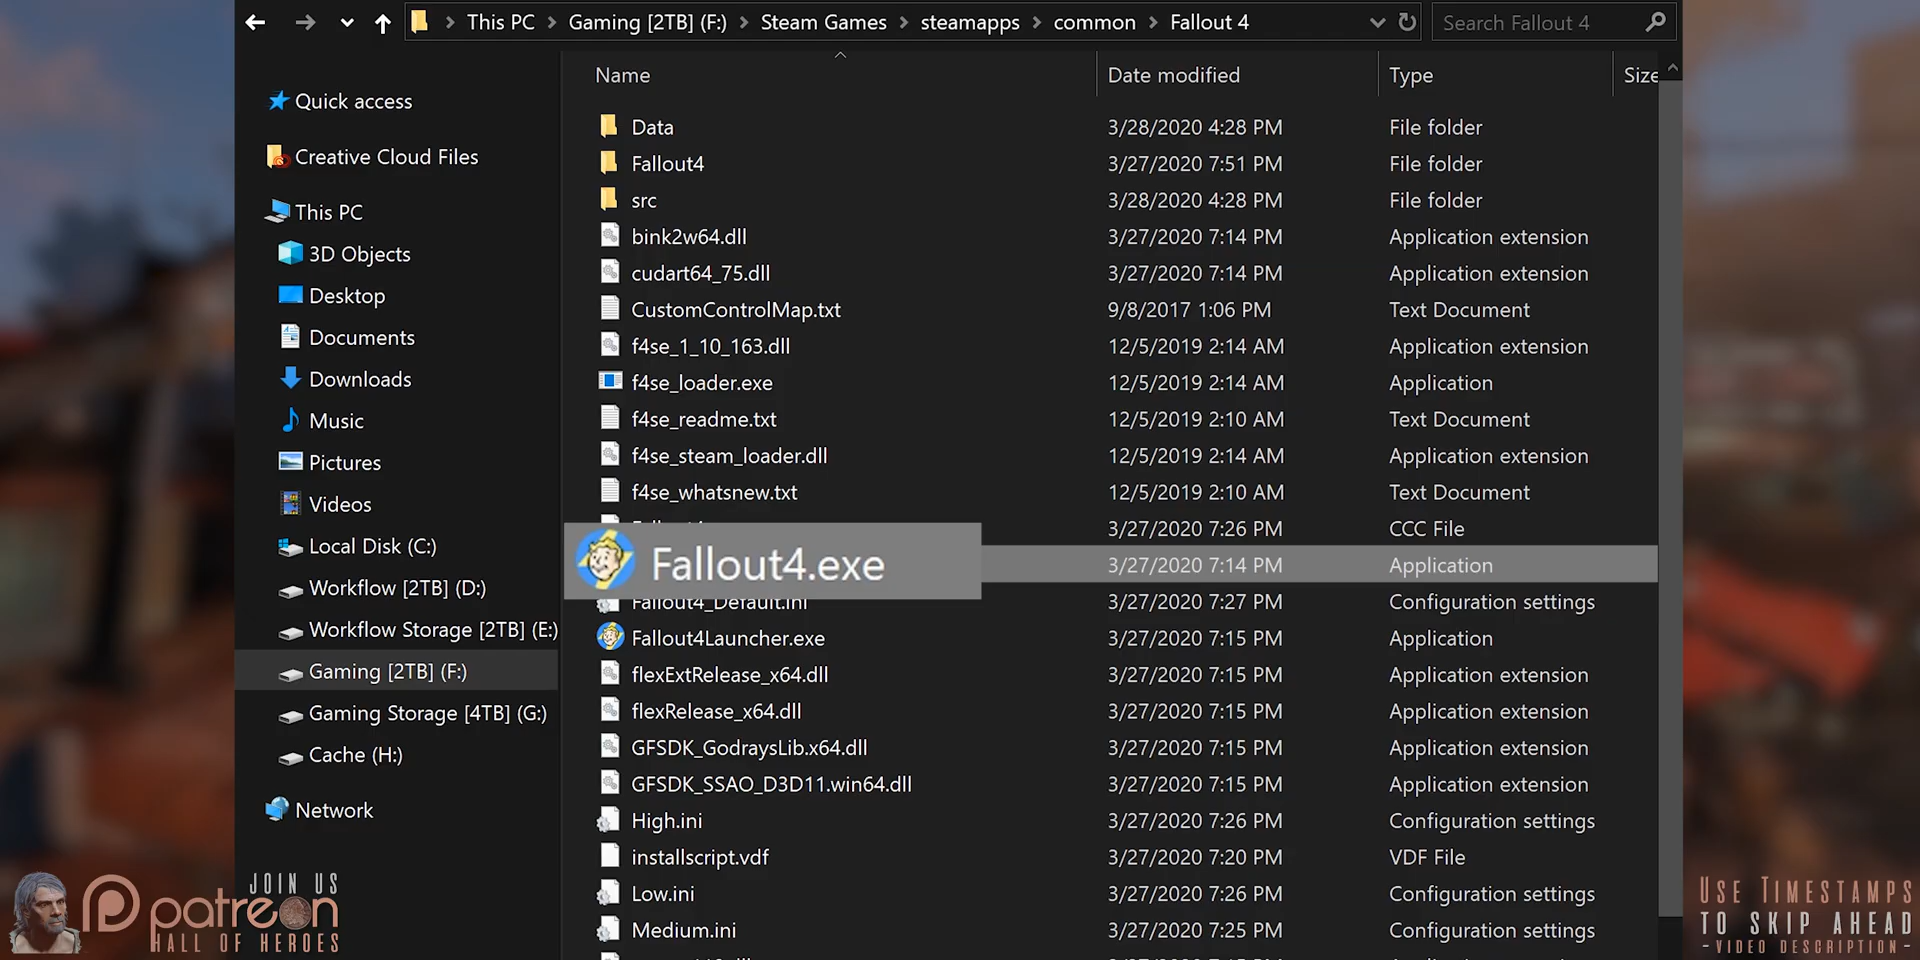 This PC > Gaming [2TB] (F:) > Steam Games > steamapps > common > Fallout 4
Search Fallout 4
Name Date modified Type Size
Quick access
Creative Cloud Files
This PC
3D Objects
Desktop
Documents
Downloads
Music
Pictures
Videos
Local Disk (C:)
Workflow [2TB] (D:)
Workflow Storage [2TB] (E:)
Gaming [2TB] (F:)
Gaming Storage [4TB] (G:)
Cache (H:)
Network
Data 3/28/2020 4:28 PM File folder
Fallout4 3/27/2020 7:51 PM File folder
src 3/28/2020 4:28 PM File folder
bink2w64.dll 3/27/2020 7:14 PM Application extension
cudart64_75.dll 3/27/2020 7:14 PM Application extension
CustomControlMap.txt 9/8/2017 1:06 PM Text Document
f4se_1_10_163.dll 12/5/2019 2:14 AM Application extension
f4se_loader.exe 12/5/2019 2:14 AM Application
f4se_readme.txt 12/5/2019 2:10 AM Text Document
f4se_steam_loader.dll 12/5/2019 2:14 AM Application extension
f4se_whatsnew.txt 12/5/2019 2:10 AM Text Document
3/27/2020 7:26 PM CCC File
Fallout4.exe 3/27/2020 7:14 PM Application
Fallout4_Default.ini 3/27/2020 7:27 PM Configuration settings
Fallout4Launcher.exe 3/27/2020 7:15 PM Application
flexExtRelease_x64.dll 3/27/2020 7:15 PM Application extension
flexRelease_x64.dll 3/27/2020 7:15 PM Application extension
GFSDK_GodraysLib.x64.dll 3/27/2020 7:15 PM Application extension
GFSDK_SSAO_D3D11.win64.dll 3/27/2020 7:15 PM Application extension
High.ini 3/27/2020 7:26 PM Configuration settings
installscript.vdf 3/27/2020 7:20 PM VDF File
Low.ini 3/27/2020 7:26 PM Configuration settings
Medium.ini 3/27/2020 7:25 PM Configuration settings
JOIN US
patreon
HALL OF HEROES
USE TIMESTAMPS
TO SKIP AHEAD
-VIDEO DESCRIPTION-